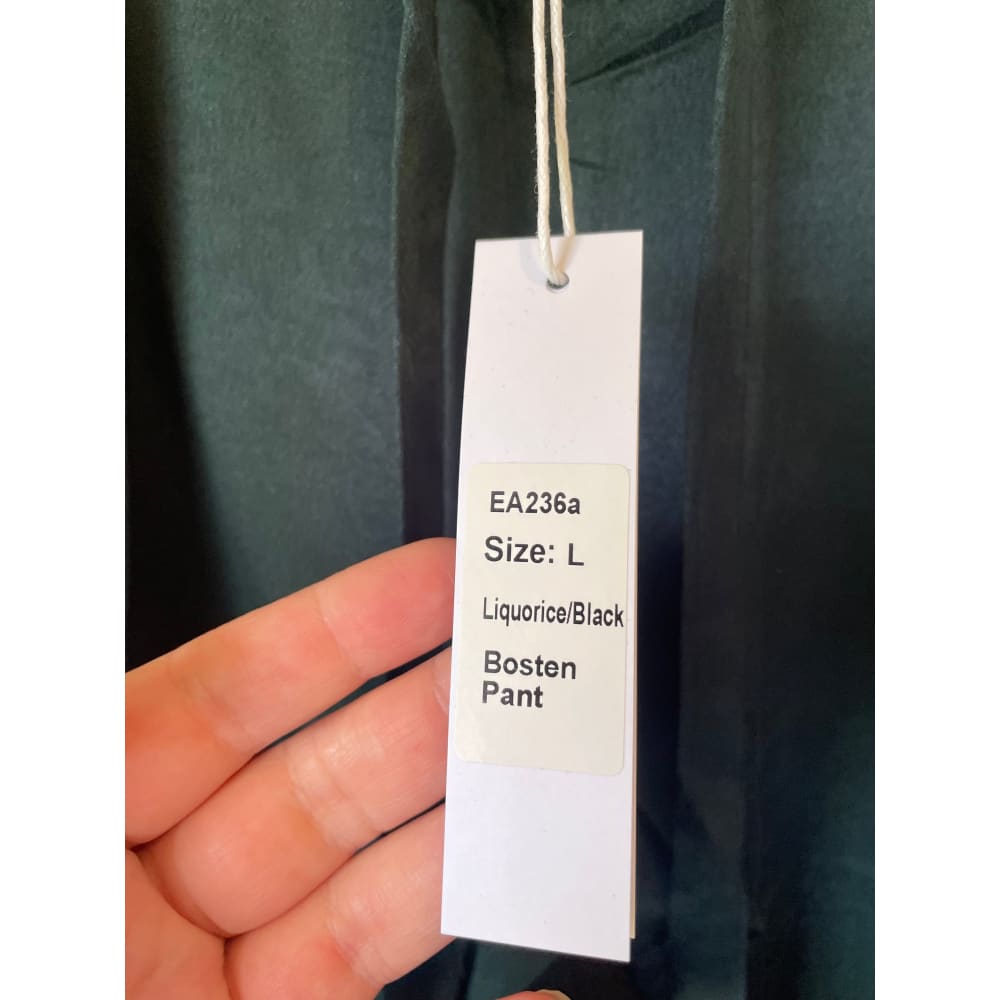 EA236a
Size: L
Liquorice/Black
Bosten
Pant